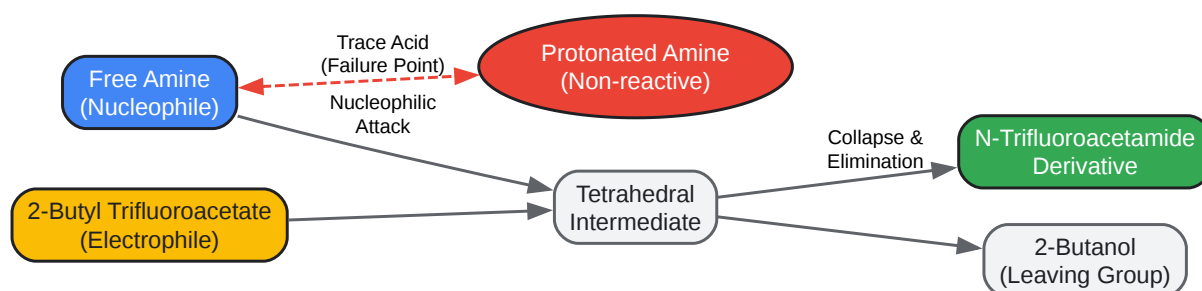 Trace Acid
(Failure Point)
Protonated Amine
(Non-reactive)
Free Amine
(Nucleophile)
Nucleophilic
Attack
Collapse &
Elimination
N-Trifluoroacetamide
Derivative
2-Butyl Trifluoroacetate
(Electrophile)
Tetrahedral
Intermediate
2-Butanol
(Leaving Group)